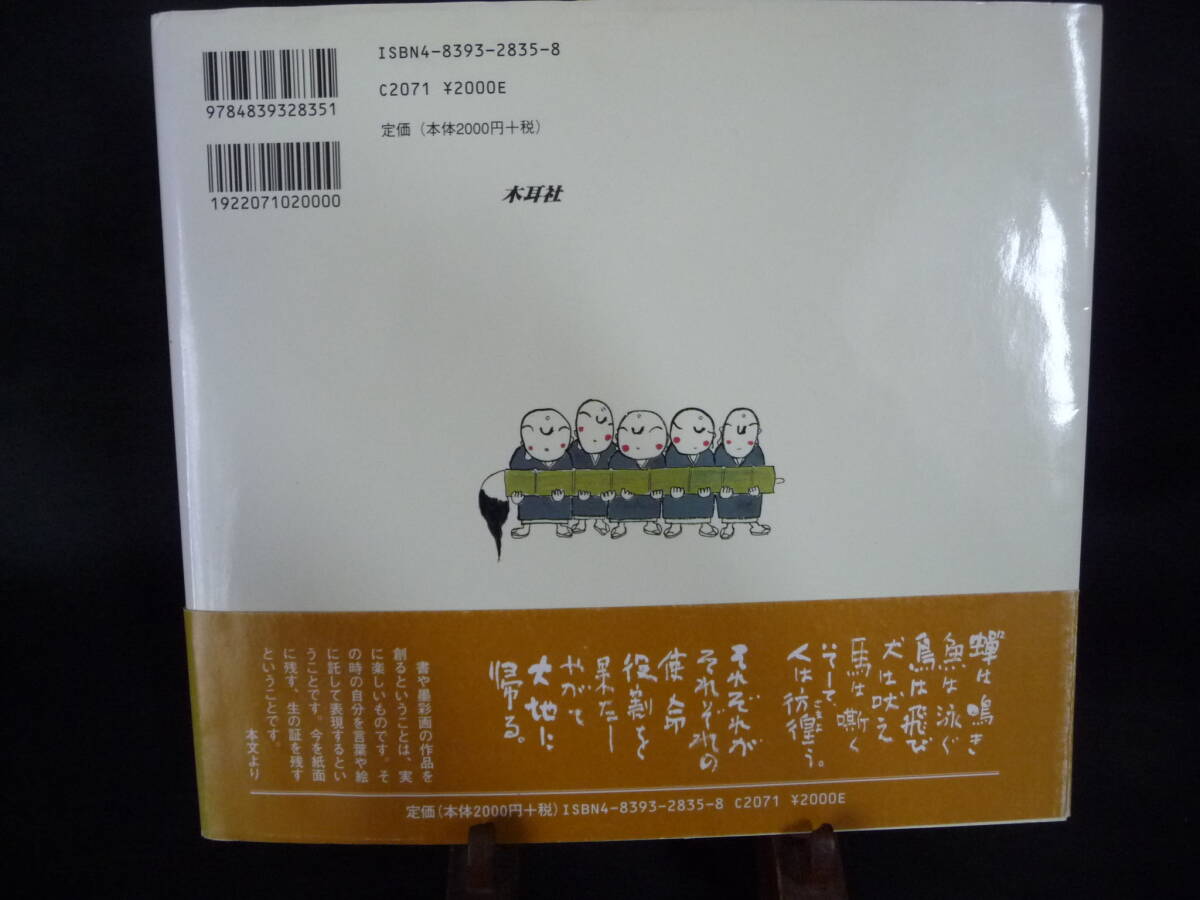 ISBN4-8393-2835-8
C2071 ¥2000E
定価（本体2000円＋税）
9784839328351
1922071020000
木耳社
蟬は鳴き
魚は泳ぐ
鳥は飛び
犬は吠え
馬は嘶く
いてーて、
人は彷徨う。
さまよ
それぞれが
それぞれの
使命
役割を
果たし
やがて
大地に
帰る。
書や墨彩画の作品を
創るということは、実
に楽しいものです。そ
の時の自分を言葉や絵
に託して表現するとい
うことです。今を紙面
に残す、生の証を残す
ということです。
本文より
定価（本体2000円＋税）ISBN4-8393-2835-8 C2071 ¥2000E